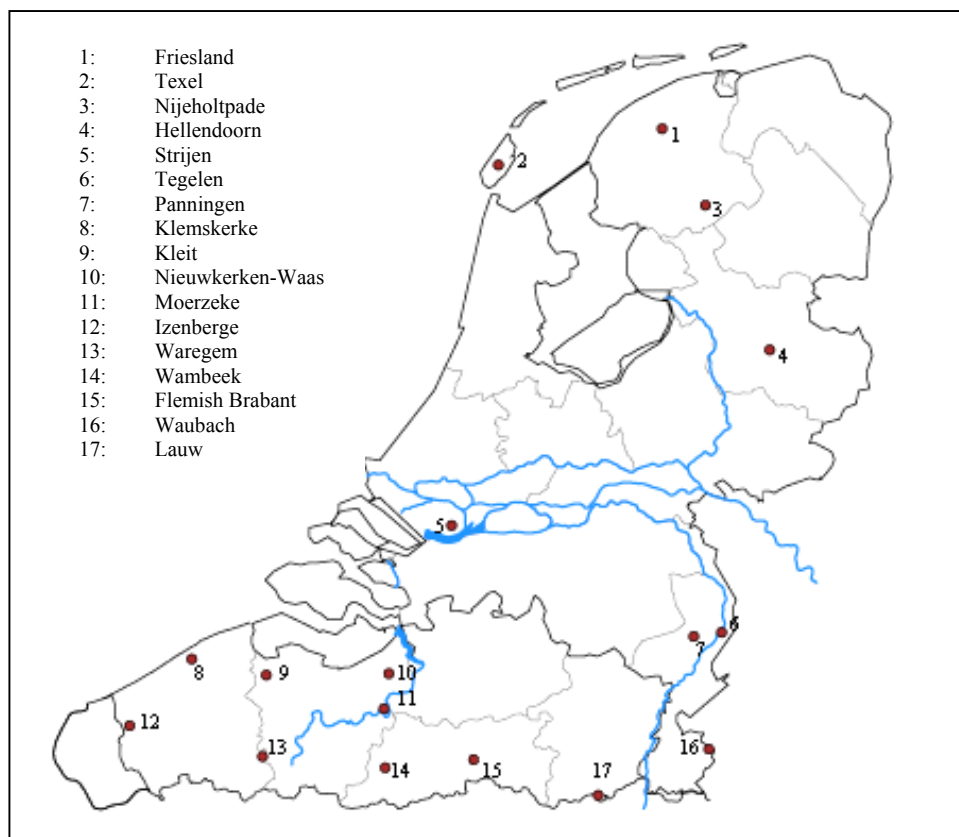 1: Friesland
2: Texel
3: Nijeholtpade
4: Hellendoorn
5: Strijen
6: Tegelen
7: Panningen
8: Klemskerke
9: Kleit
10: Nieuwkerken-Waas
11: Moerzeke
12: Izenberge
13: Waregem
14: Wambeek
15: Flemish Brabant
16: Waubach
17: Lauw
1
2
3
4
5
6
7
8
9
10
11
12
13
14
15
16
17